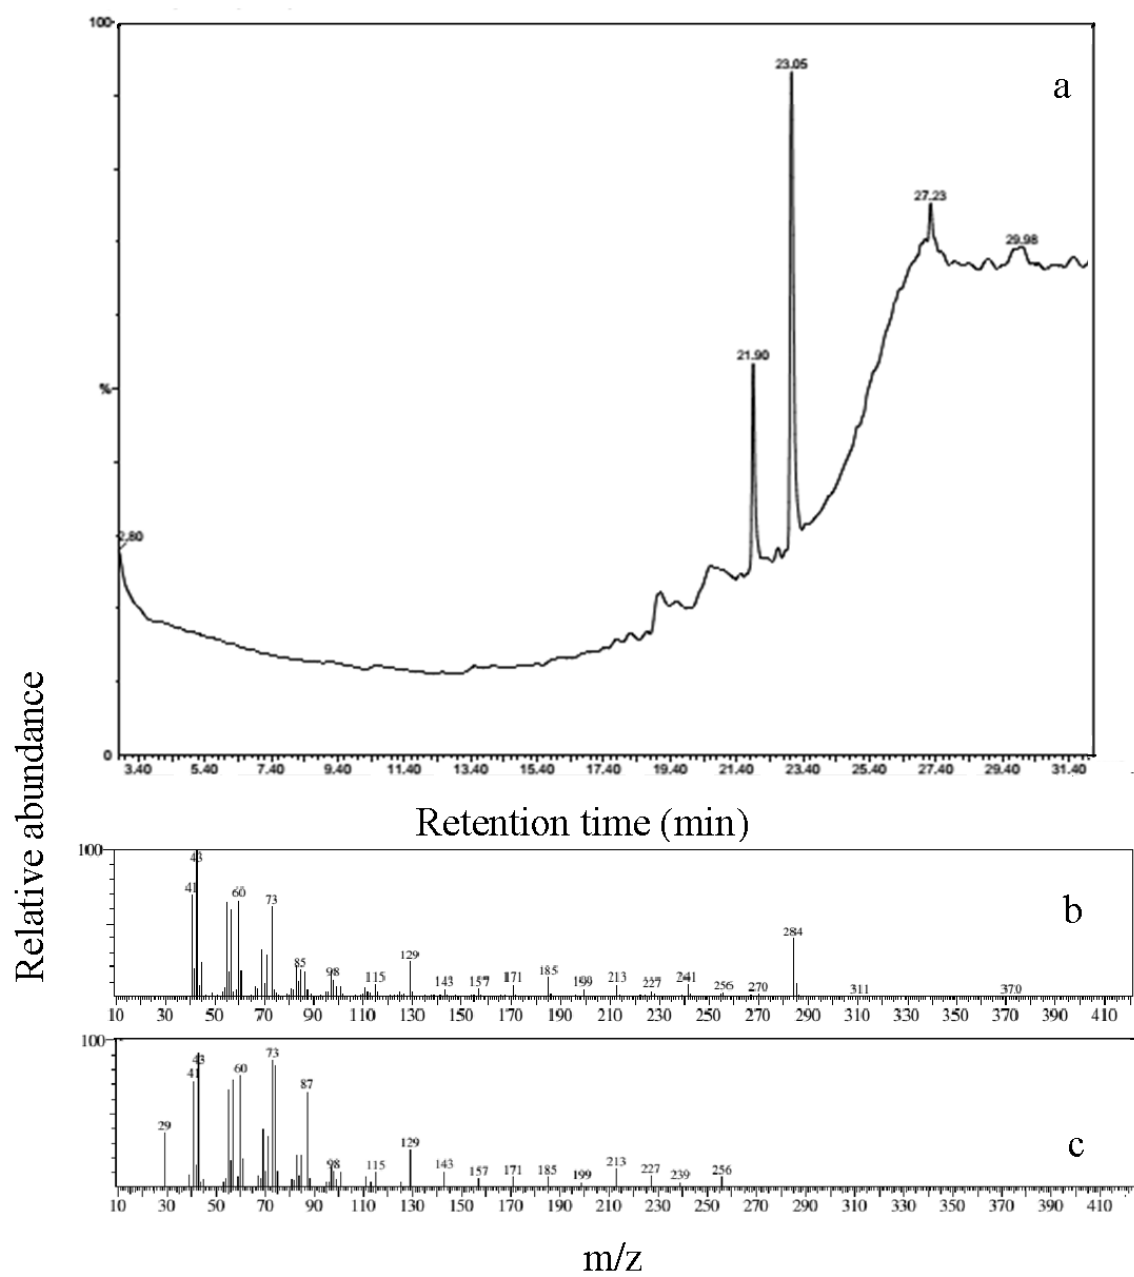 100
23.05
a
27.23
29.98
21.90
%
2.80
0
3.40 5.40 7.40 9.40 11.40 13.40 15.40 17.40 19.40 21.40 23.40 25.40 27.40 29.40 31.40
Retention time (min)
Relative abundance
100
43
41 60 73
b
284
129
85 98 115 143 157 171 185 199 213 227 241 256 270 311 370
10 30 50 70 90 110 130 150 170 190 210 230 250 270 290 310 330 350 370 390 410
100
43 73
41 60 87
29
c
129
98 115 143 157 171 185 199 213 227 239 256
10 30 50 70 90 110 130 150 170 190 210 230 250 270 290 310 330 350 370 390 410
m/z